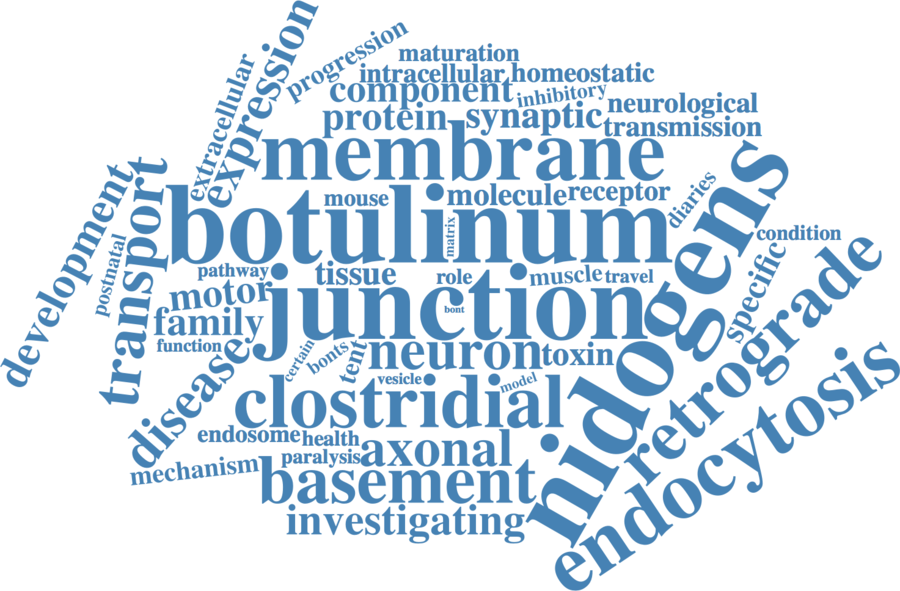 progression
maturation
extracellular
expression
intracellular
homeostatic
component
inhibitory
neurological
protein
synaptic
transmission
membrane
development
transport
botulinum
mouse
molecule
receptor
diaries
nidogens
matrix
condition
postnatal
pathway
tissue
role
muscle
travel
specific
motor
junction
bont
retrograde
family
function
certain
bonts
tent
neuron
toxin
disease
vesicle
model
clostridial
endocytosis
endosome
health
mechanism
paralysis
axonal
basement
investigating